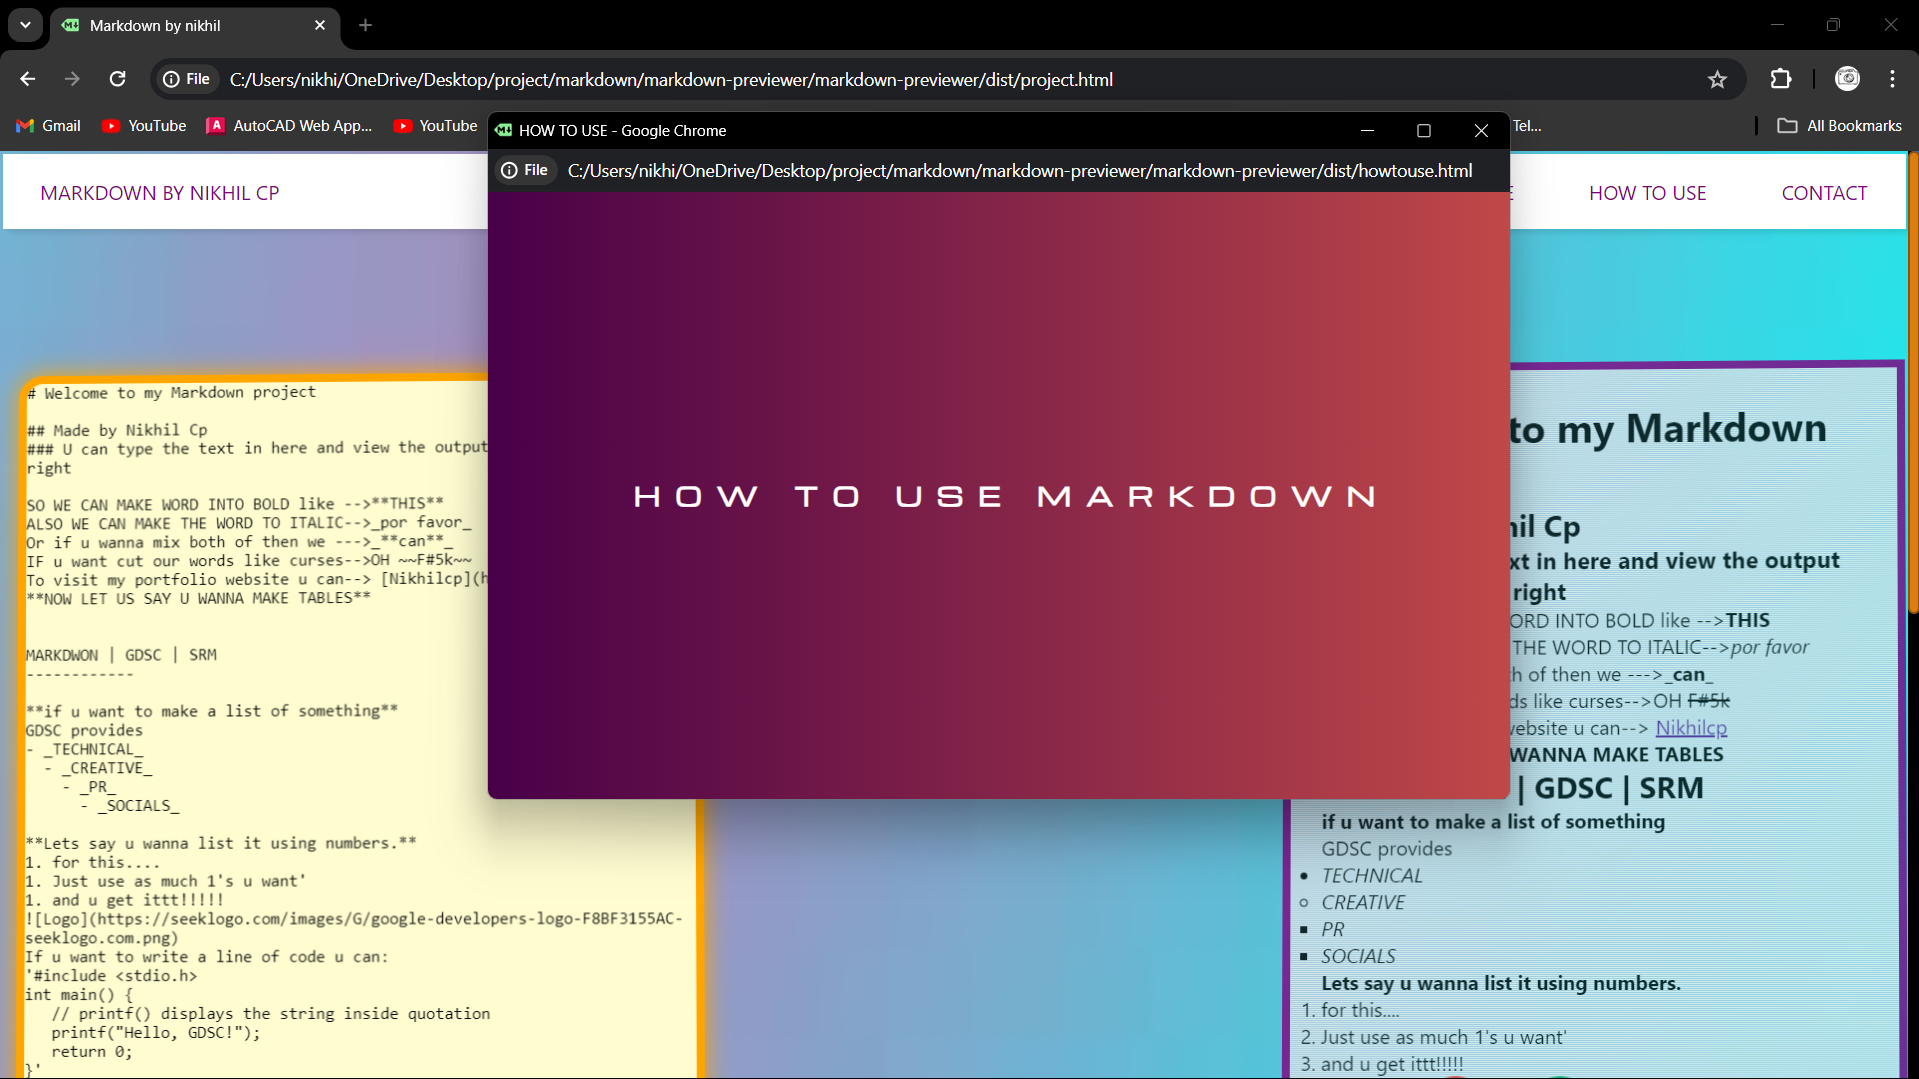 Markdown by nikhil
File C:/Users/nikhi/OneDrive/Desktop/project/markdown/markdown-previewer/markdown-previewer/dist/project.html
Gmail YouTube AutoCAD Web App... YouTube Tel... All Bookmarks
HOW TO USE - Google Chrome
File C:/Users/nikhi/OneDrive/Desktop/project/markdown/markdown-previewer/markdown-previewer/dist/howtouse.html
MARKDOWN BY NIKHIL CP HOW TO USE CONTACT
HOW TO USE MARKDOWN
# Welcome to my Markdown project
## Made by Nikhil Cp
### U can type the text in here and view the output
right
SO WE CAN MAKE WORD INTO BOLD like -->**THIS**
ALSO WE CAN MAKE THE WORD TO ITALIC-->_por favor_
Or if u wanna mix both of then we --->_**can**_
IF u want cut our words like curses-->OH ~~F#5k~~
To visit my portfolio website u can--> [Nikhilcp](h
**NOW LET US SAY U WANNA MAKE TABLES**
MARKDWON | GDSC | SRM
------------
**if u want to make a list of something**
GDSC provides
- _TECHNICAL_
- _CREATIVE_
- _PR_
- _SOCIALS_
**Lets say u wanna list it using numbers.**
1. for this....
1. Just use as much 1's u want'
1. and u get ittt!!!!!
![Logo](https://seeklogo.com/images/G/google-developers-logo-F8BF3155AC-
seeklogo.com.png)
If u want to write a line of code u can:
'#include <stdio.h>
int main() {
// printf() displays the string inside quotation
printf("Hello, GDSC!");
return 0;
}'
to my Markdown
il Cp
xt in here and view the output
right
ORD INTO BOLD like -->THIS
THE WORD TO ITALIC-->por favor
h of then we --->_can_
ds like curses-->OH F#5k
website u can--> Nikhilcp
WANNA MAKE TABLES
| GDSC | SRM
if u want to make a list of something
GDSC provides
• TECHNICAL
○ CREATIVE
▪ PR
▪ SOCIALS
Lets say u wanna list it using numbers.
1. for this....
2. Just use as much 1's u want'
3. and u get ittt!!!!!